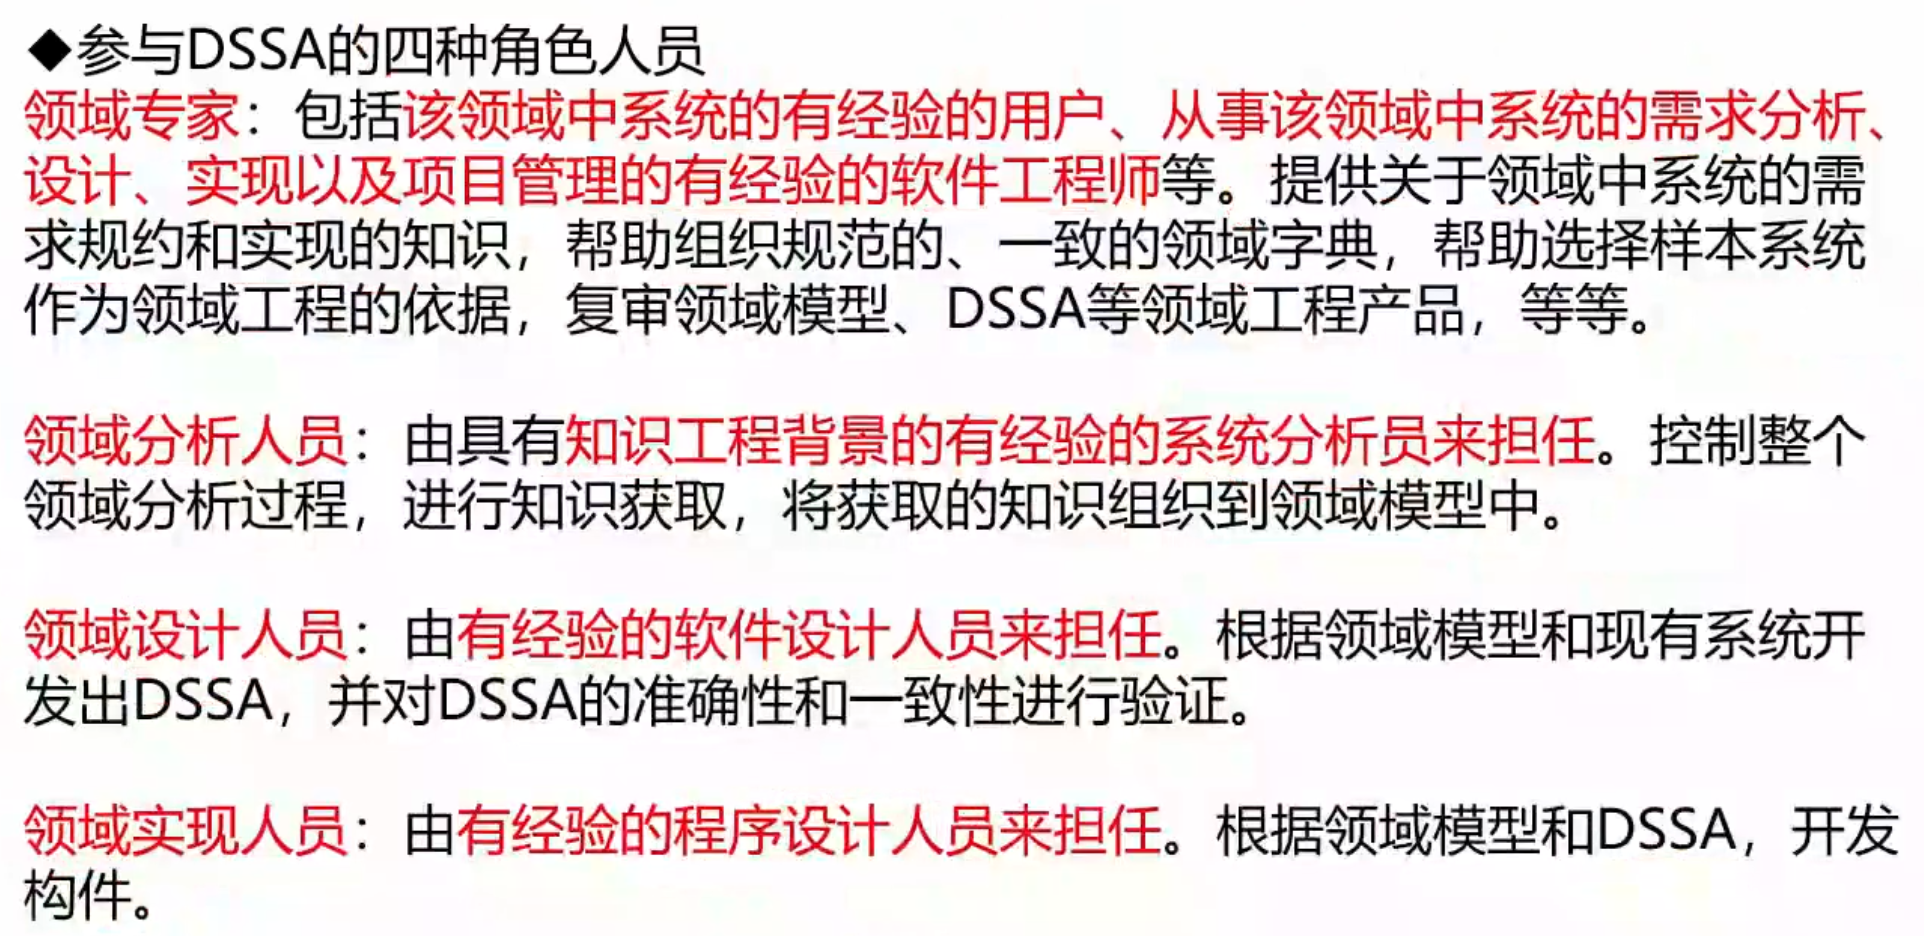 ◆参与DSSA的四种角色人员
领域专家：包括该领域中系统的有经验的用户、从事该领域中系统的需求分析、
设计、实现以及项目管理的有经验的软件工程师等。提供关于领域中系统的需
求规约和实现的知识，帮助组织规范的、一致的领域字典，帮助选择样本系统
作为领域工程的依据，复审领域模型、DSSA等领域工程产品，等等。
领域分析人员：由具有知识工程背景的有经验的系统分析员来担任。控制整个
领域分析过程，进行知识获取，将获取的知识组织到领域模型中。
领域设计人员：由有经验的软件设计人员来担任。根据领域模型和现有系统开
发出DSSA，并对DSSA的准确性和一致性进行验证。
领域实现人员：由有经验的程序设计人员来担任。根据领域模型和DSSA，开发
构件。